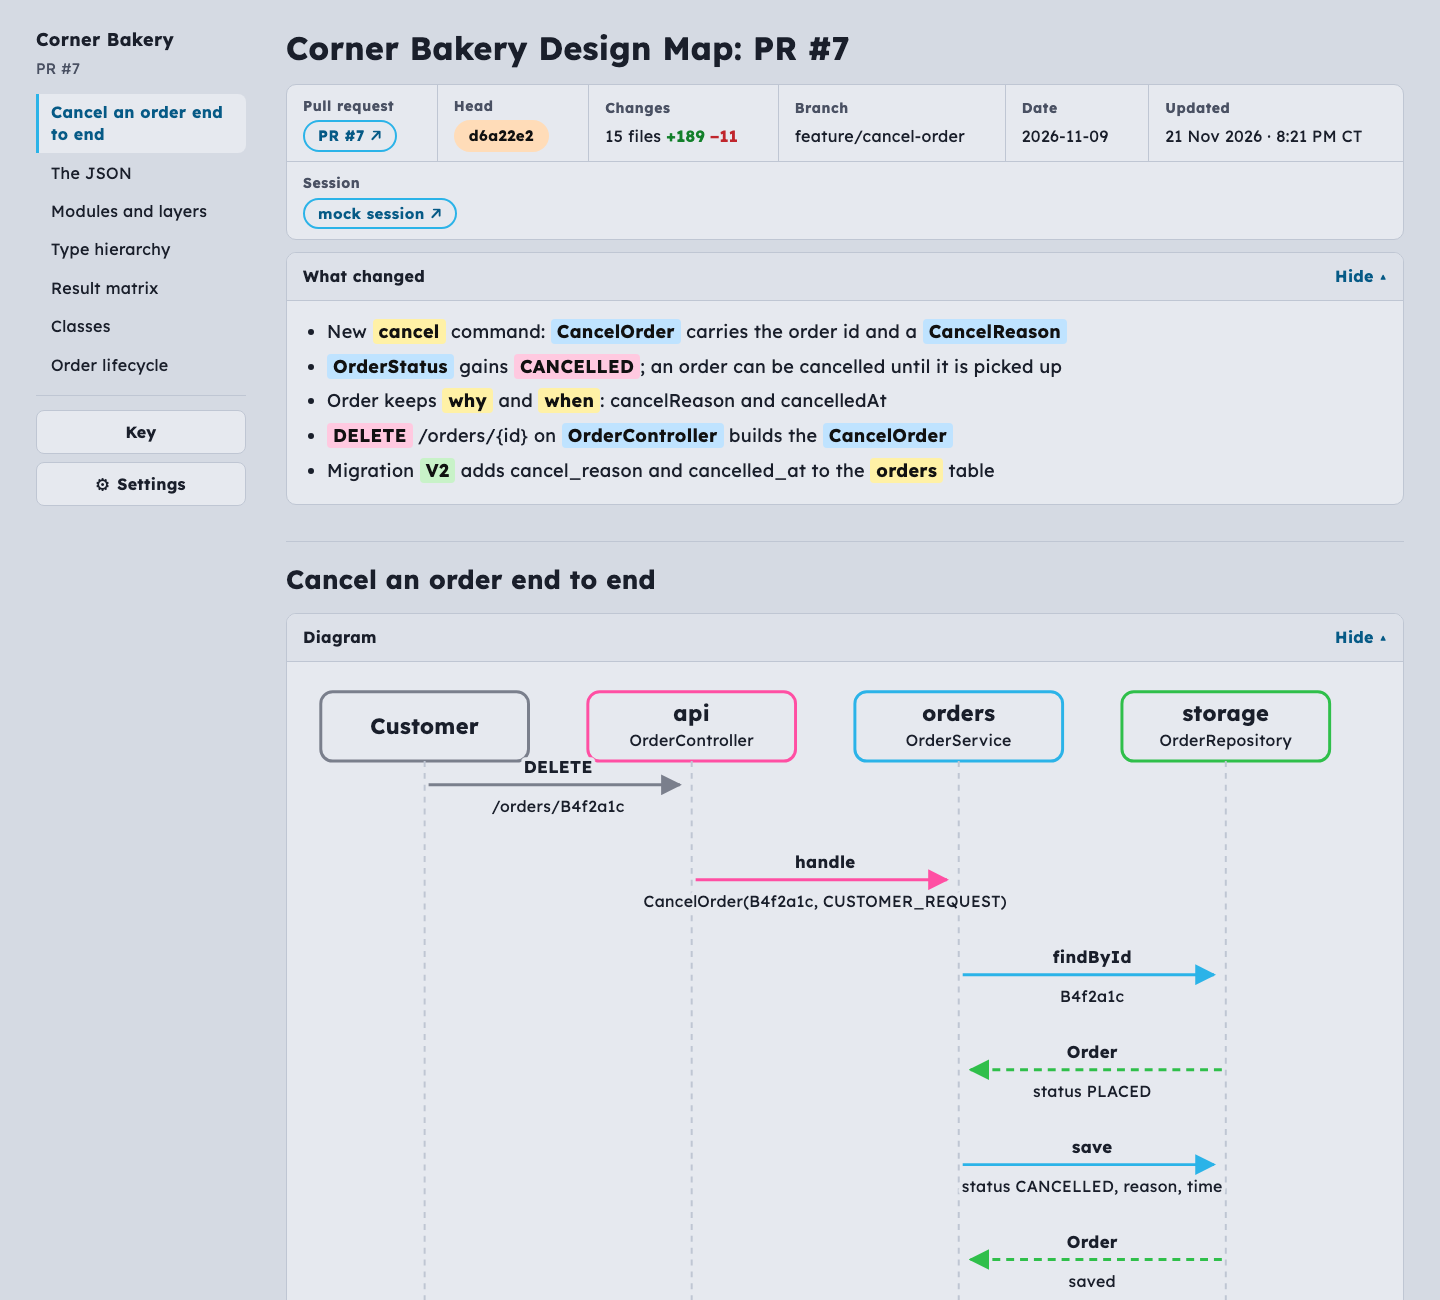 Corner Bakery
PR #7
Cancel an order end
to end
The JSON
Modules and layers
Type hierarchy
Result matrix
Classes
Order lifecycle
Key
⚙ Settings
Corner Bakery Design Map: PR #7
Pull request
PR #7 ↗
Head
d6a22e2
Changes
15 files +189 −11
Branch
feature/cancel-order
Date
2026-11-09
Updated
21 Nov 2026 · 8:21 PM CT
Session
mock session ↗
What changed
Hide ▴
• New cancel command: CancelOrder carries the order id and a CancelReason
• OrderStatus gains CANCELLED; an order can be cancelled until it is picked up
• Order keeps why and when: cancelReason and cancelledAt
• DELETE /orders/{id} on OrderController builds the CancelOrder
• Migration V2 adds cancel_reason and cancelled_at to the orders table
Cancel an order end to end
Diagram
Hide ▴
Customer
api
OrderController
orders
OrderService
storage
OrderRepository
DELETE
/orders/B4f2a1c
handle
CancelOrder(B4f2a1c, CUSTOMER_REQUEST)
findById
B4f2a1c
Order
status PLACED
save
status CANCELLED, reason, time
Order
saved